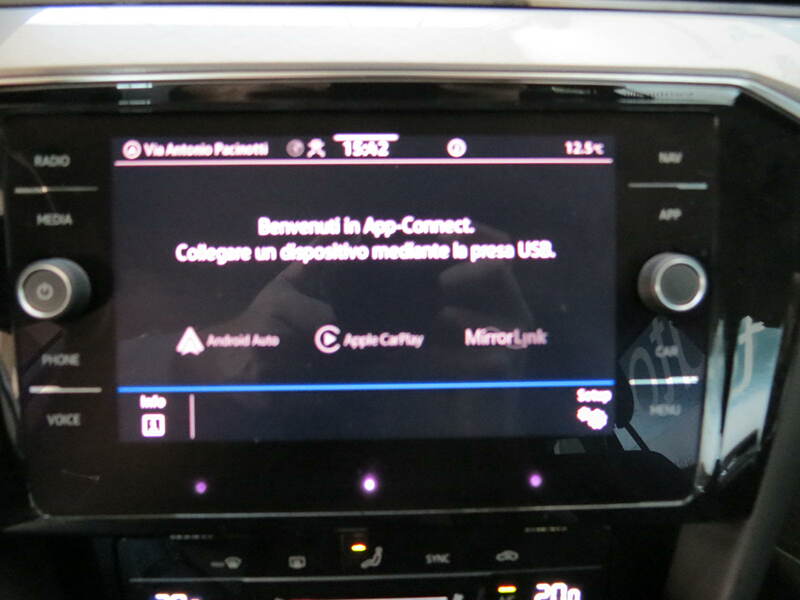 Via Antonio Pacinotti 15:42 12.5°C
RADIO
NAV
MEDIA
APP
Benvenuti in App-Connect.
Collegare un dispositivo mediante la presa USB.
Android Auto Apple CarPlay MirrorLink
PHONE
CAR
Info Setup
VOICE
MENU
SYNC